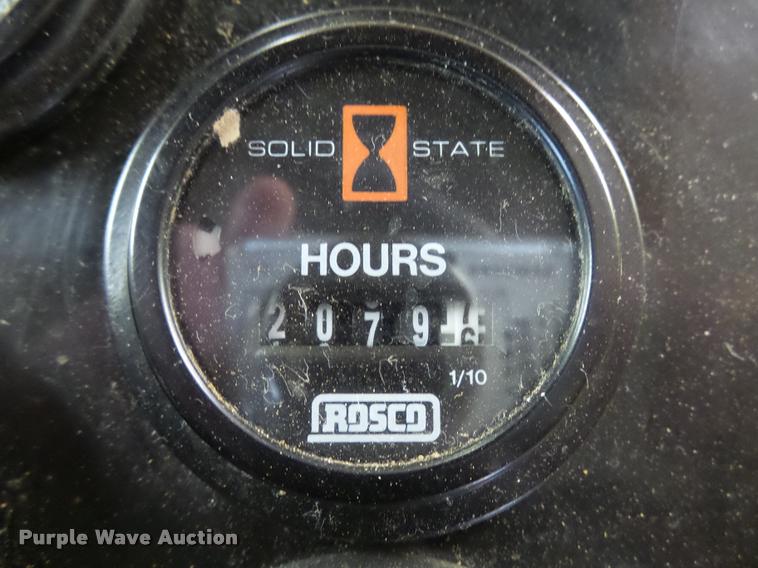 SOLID STATE
HOURS
2079
1/10
ROSCO
Purple Wave Auction